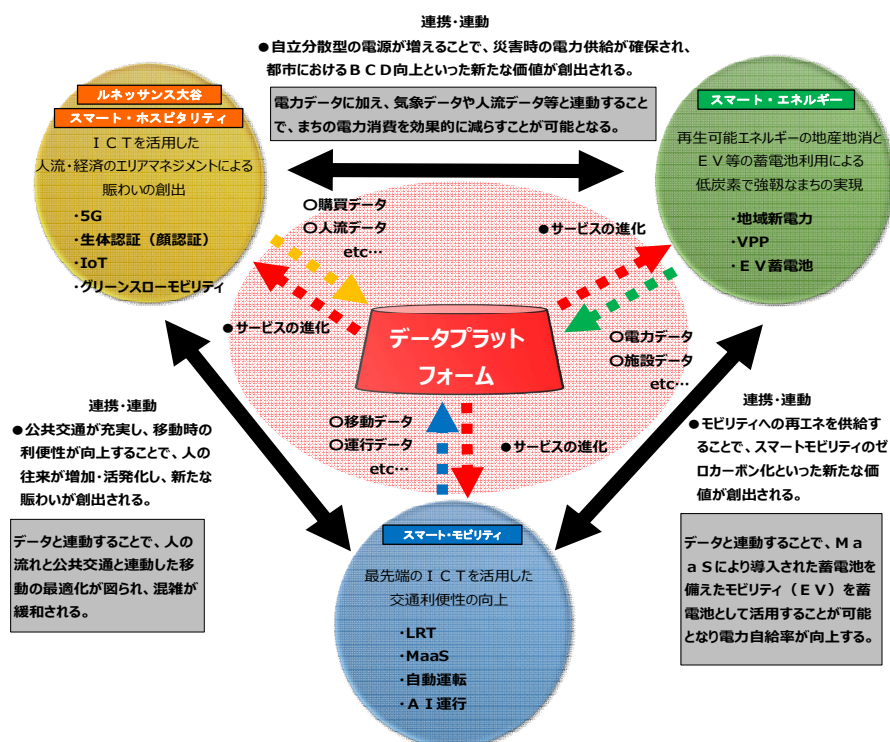 連携・連動
●自立分散型の電源が増えることで、災害時の電力供給が確保され、
都市におけるＢＣＤ向上といった新たな価値が創出される。
電力データに加え、気象データや人流データ等と連動すること
で、まちの電力消費を効果的に減らすことが可能となる。
ルネッサンス大谷
スマート・ホスピタリティ
ＩＣＴを活用した
人流・経済のエリアマネジメントによる
賑わいの創出
・5G
・生体認証（顔認証）
・IoT
・グリーンスローモビリティ
スマート・エネルギー
再生可能エネルギーの地産地消と
ＥＶ等の蓄電池利用による
低炭素で強靭なまちの実現
・地域新電力
・VPP
・ＥＶ蓄電池
〇購買データ
〇人流データ
etc…
●サービスの進化
●サービスの進化
データプラット
フォーム
〇電力データ
〇施設データ
etc…
〇移動データ
〇運行データ
etc…
●サービスの進化
連携・連動
●公共交通が充実し、移動時の
利便性が向上することで、人の
往来が増加・活発化し、新たな
賑わいが創出される。
データと連動することで、人の
流れと公共交通と連動した移
動の最適化が図られ、混雑が
緩和される。
連携・連動
●モビリティへの再エネを供給す
ることで、スマートモビリティのゼ
ロカーボン化といった新たな価
値が創出される。
データと連動することで、Ｍａ
ａＳにより導入された蓄電池を
備えたモビリティ（ＥＶ）を蓄
電池として活用することが可能
となり電力自給率が向上する。
スマート・モビリティ
最先端のＩＣＴを活用した
交通利便性の向上
・LRT
・MaaS
・自動運転
・ＡＩ運行